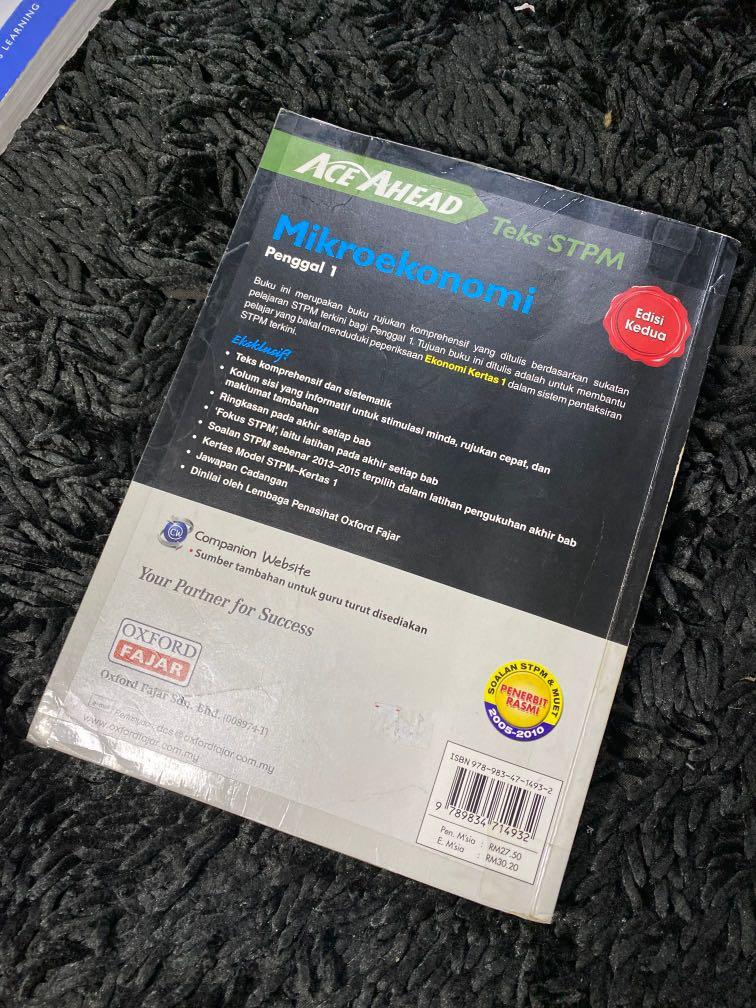 S LEARNING
ACE AHEAD
Teks STPM
Mikroekonomi
Penggal 1
Edisi
Kedua
Buku ini merupakan buku rujukan komprehensif yang ditulis berdasarkan sukatan
pelajaran STPM terkini bagi Penggal 1. Tujuan buku ini ditulis adalah untuk membantu
pelajar yang bakal menduduki peperiksaan Ekonomi Kertas 1 dalam sistem pentaksiran
STPM terkini.
Eksklusif!
• Teks komprehensif dan sistematik
• Kolum sisi yang informatif untuk stimulasi minda, rujukan cepat, dan
maklumat tambahan
• Ringkasan pada akhir setiap bab
• 'Fokus STPM', iaitu latihan pada akhir setiap bab
• Soalan STPM sebenar 2013–2015 terpilih dalam latihan pengukuhan akhir bab
• Kertas Model STPM–Kertas 1
• Jawapan Cadangan
• Dinilai oleh Lembaga Penasihat Oxford Fajar
CW
Companion Website
• Sumber tambahan untuk guru turut disediakan
Your Partner for Success
OXFORD
FAJAR
Oxford Fajar Sdn. Bhd. (008974-T)
www.oxfordfajar.com.my
SOALAN STPM & MUET
PENERBIT
RASMI
2005-2010
ISBN 978-983-47-1493-2
9 789834 714932
Pen. M'sia : RM27.50
E. M'sia : RM30.20